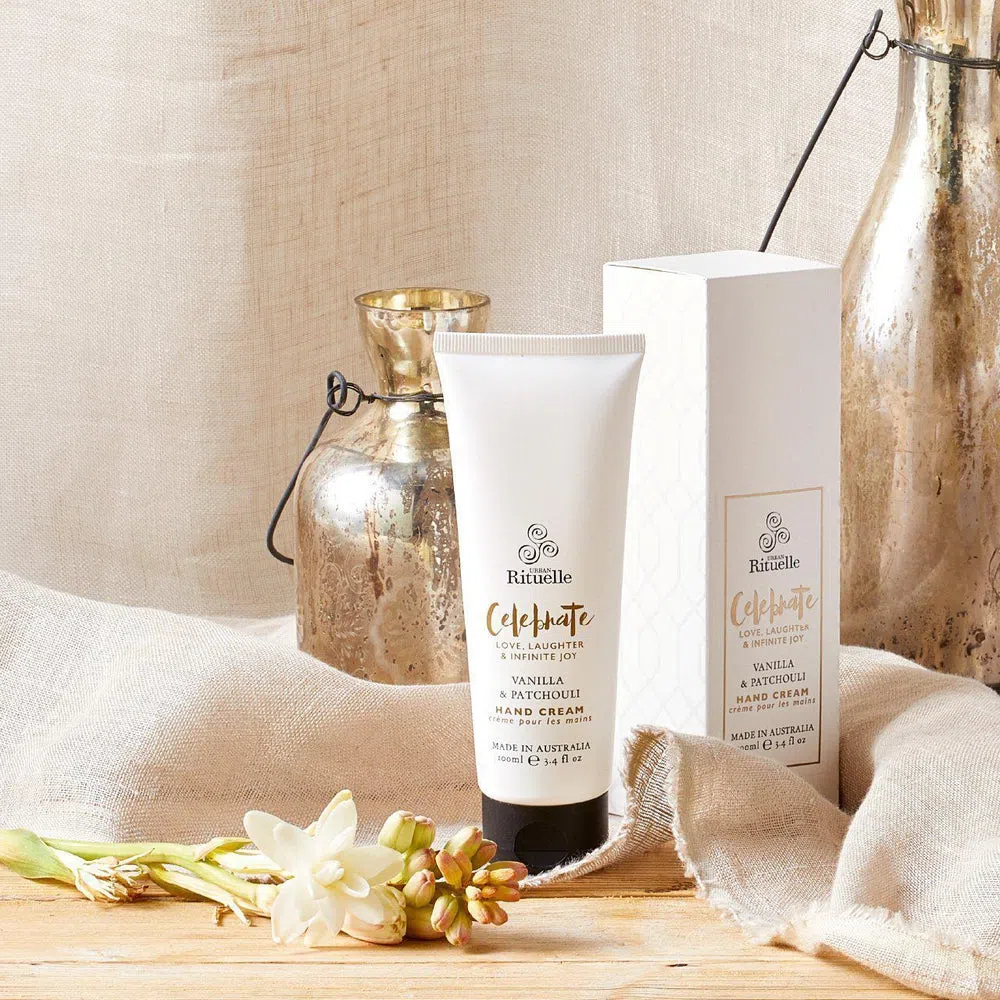 URBAN
Rituelle
Celebrate
LOVE, LAUGHTER
& INFINITE JOY
VANILLA
& PATCHOULI
HAND CREAM
crème pour les mains
MADE IN AUSTRALIA
100ml ℮ 3.4 fl oz
URBAN
Rituelle
Celebrate
LOVE, LAUGHTER
& INFINITE JOY
VANILLA
& PATCHOULI
HAND CREAM
crème pour les mains
MADE IN AUSTRALIA
100ml ℮ 3.4 fl oz